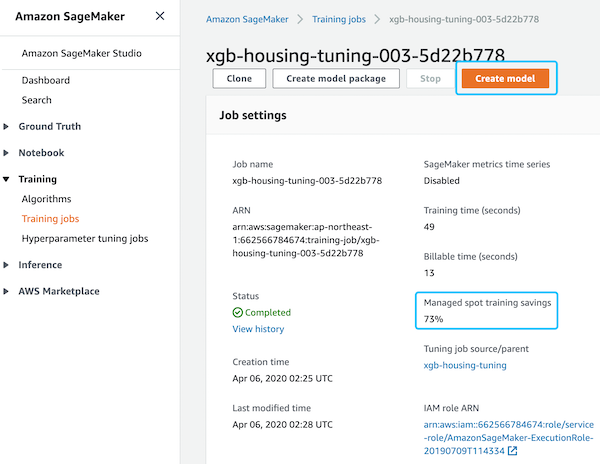 Amazon SageMaker
Amazon SageMaker Studio
Dashboard
Search
Ground Truth
Notebook
Training
Algorithms
Training jobs
Hyperparameter tuning jobs
Inference
AWS Marketplace
Amazon SageMaker > Training jobs > xgb-housing-tuning-003-5d22b778
xgb-housing-tuning-003-5d22b778
Clone Create model package Stop Create model
Job settings
Job name
xgb-housing-tuning-003-5d22b778
ARN
arn:aws:sagemaker:ap-northeast-
1:662566784674:training-job/xgb-
housing-tuning-003-5d22b778
Status
Completed
View history
Creation time
Apr 06, 2020 02:25 UTC
Last modified time
Apr 06, 2020 02:28 UTC
SageMaker metrics time series
Disabled
Training time (seconds)
49
Billable time (seconds)
13
Managed spot training savings
73%
Tuning job source/parent
xgb-housing-tuning
IAM role ARN
arn:aws:iam::662566784674:role/service
-role/AmazonSageMaker-ExecutionRole-
20190709T114334